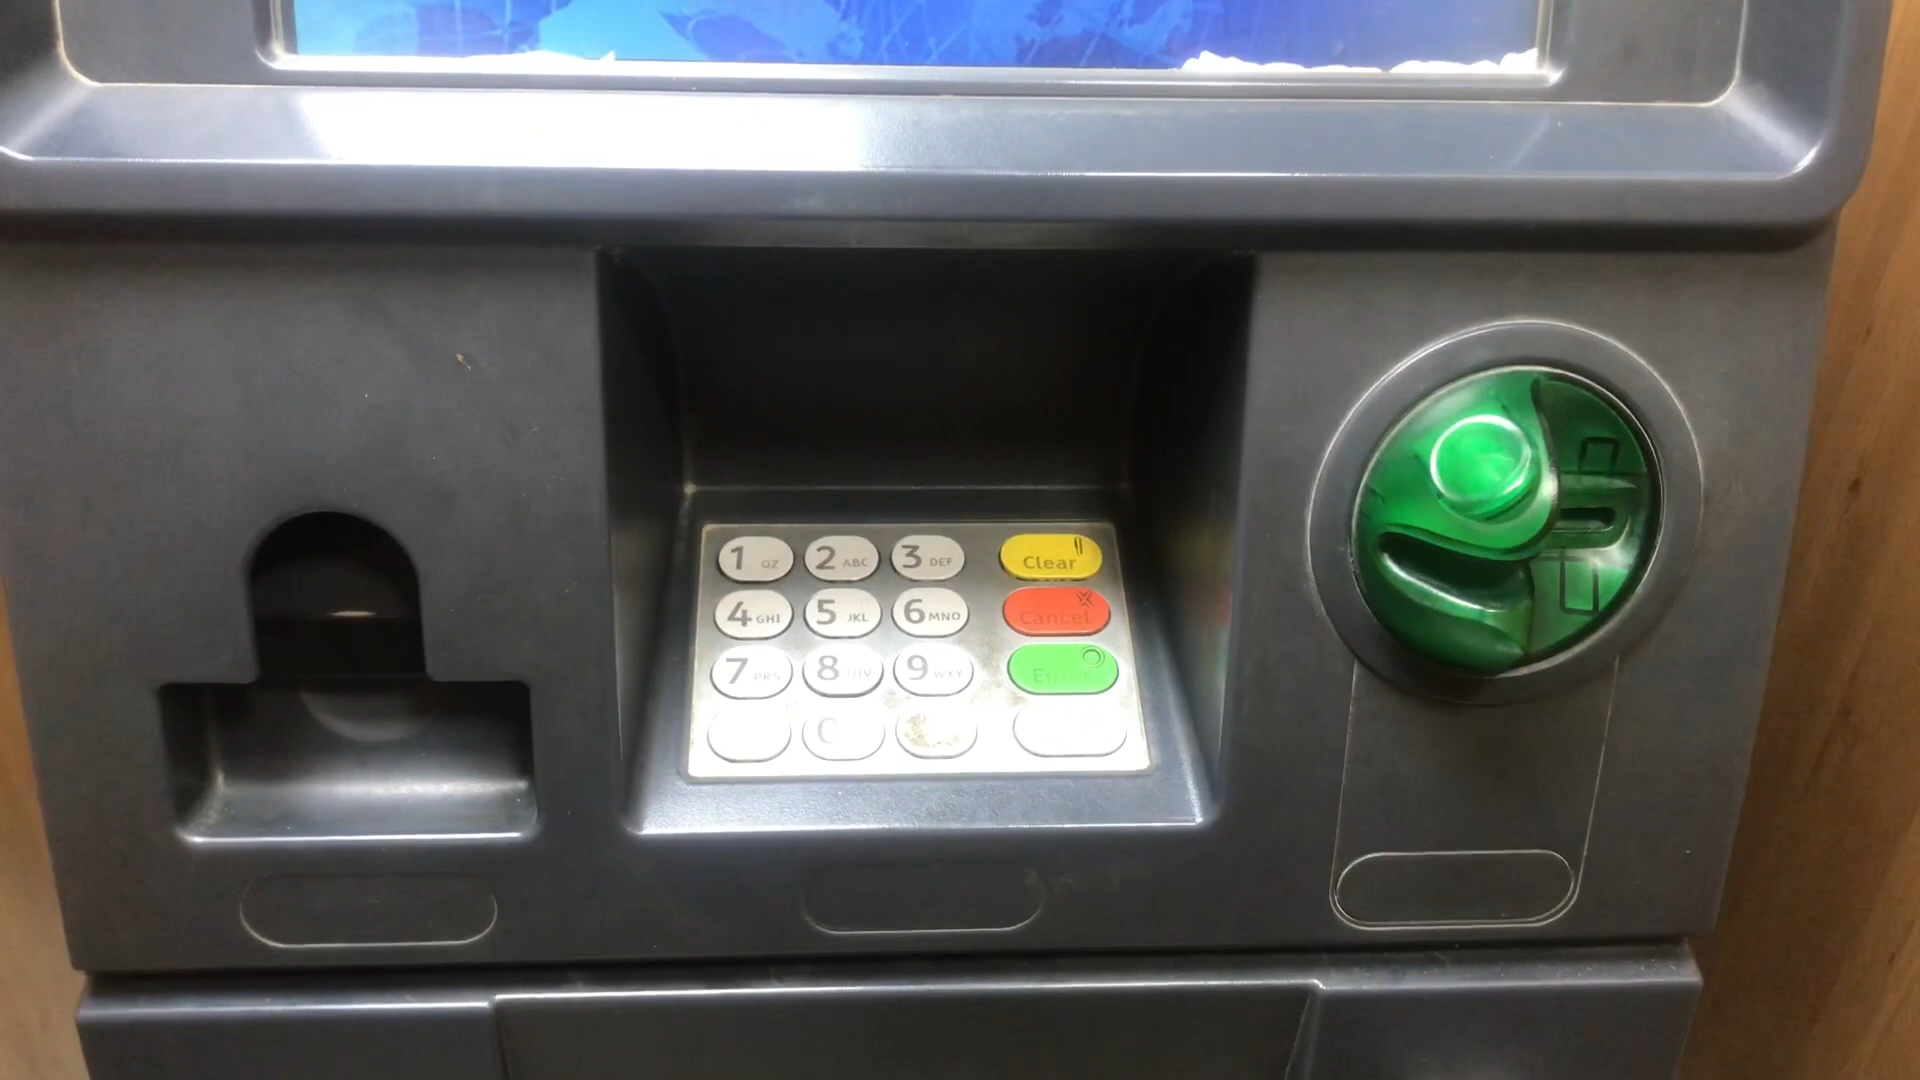 1 QZ 2 ABC 3 DEF Clear
4 GHI 5 JKL 6 MNO Cancel
7 PRS 8 TUV 9 WXY